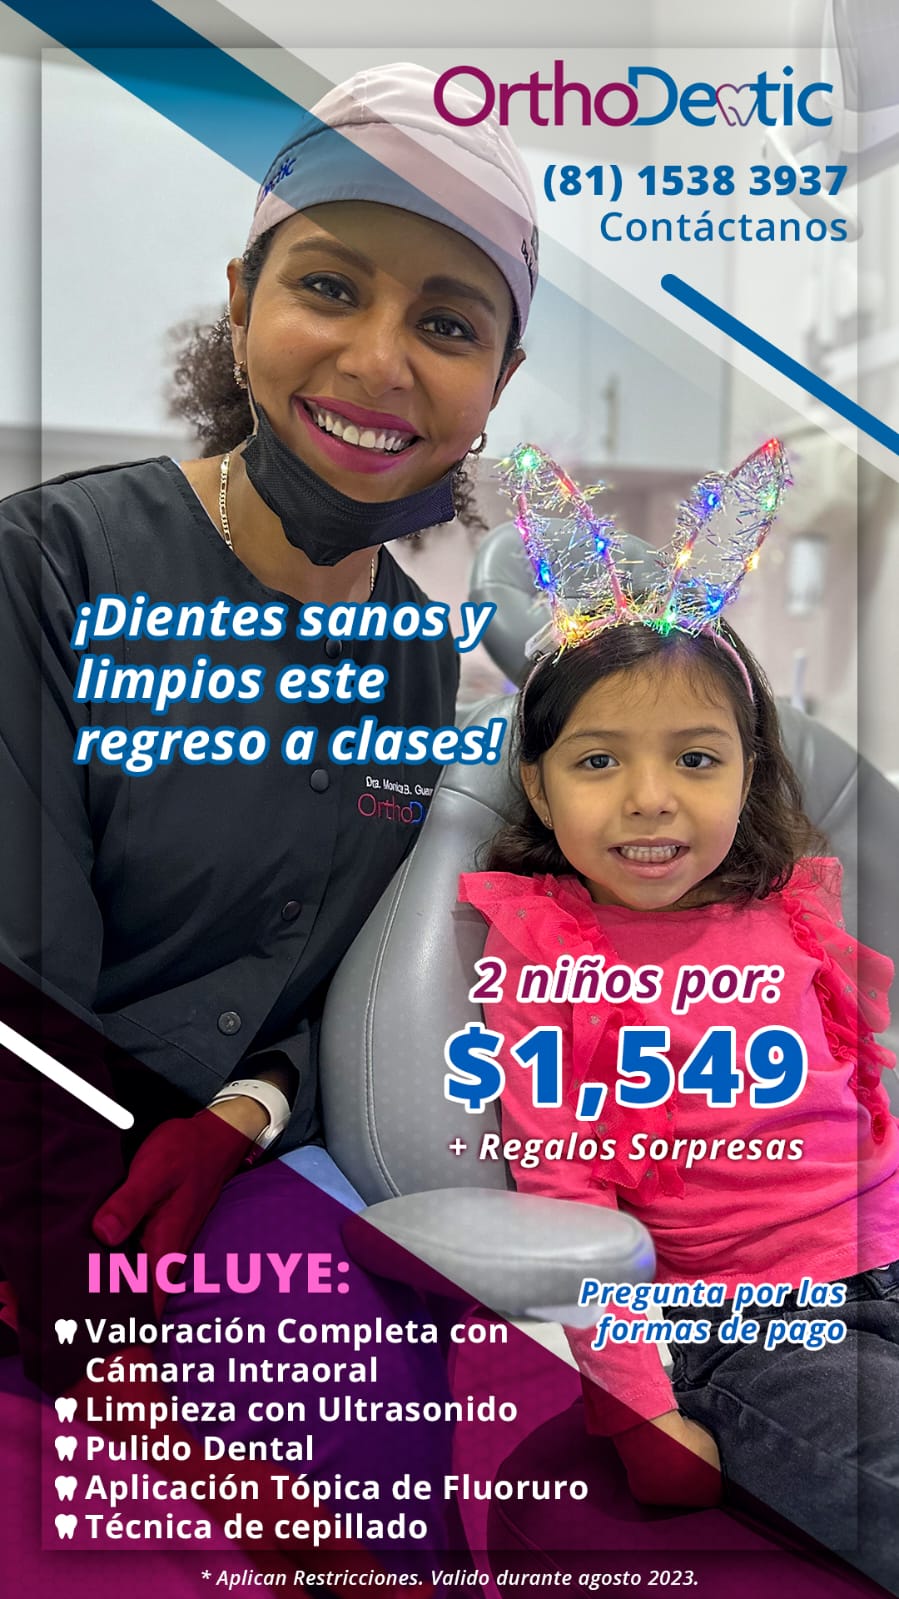 OrthoDentic
(81) 1538 3937
Contáctanos
¡Dientes sanos y
limpios este
regreso a clases!
Dra. Monica B.
2 niños por:
$1,549
+ Regalos Sorpresas
INCLUYE:
Valoración Completa con
Cámara Intraoral
Limpieza con Ultrasonido
Pulido Dental
Aplicación Tópica de Fluoruro
Técnica de cepillado
Pregunta por las
formas de pago
* Aplican Restricciones. Valido durante agosto 2023.